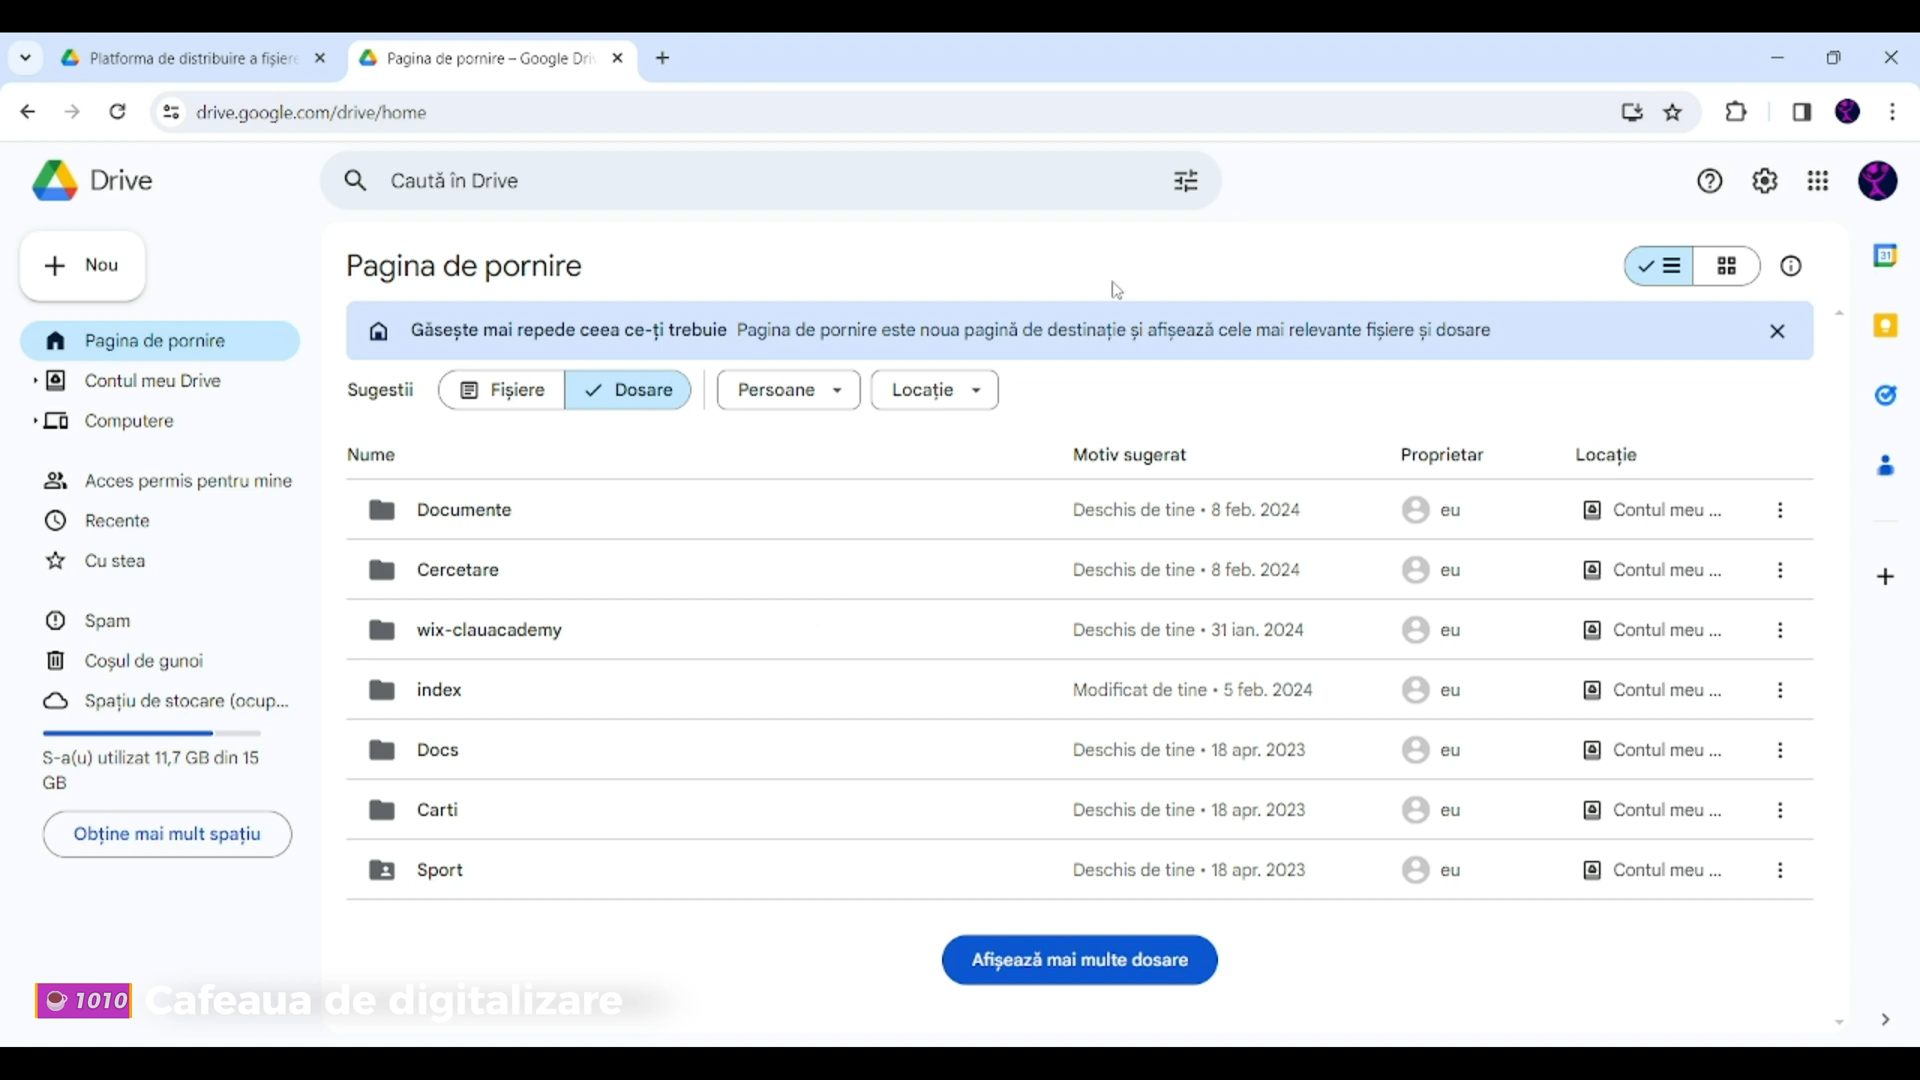 Platforma de distribuire a fișiere
Pagina de pornire – Google Dri
drive.google.com/drive/home
Drive
Caută în Drive
Nou
Pagina de pornire
Găsește mai repede ceea ce-ți trebuie Pagina de pornire este noua pagină de destinație și afișează cele mai relevante fișiere și dosare
Sugestii Fișiere Dosare Persoane Locație
Nume Motiv sugerat Proprietar Locație
Documente Deschis de tine • 8 feb. 2024 eu Contul meu ...
Cercetare Deschis de tine • 8 feb. 2024 eu Contul meu ...
wix-clauacademy Deschis de tine • 31 ian. 2024 eu Contul meu ...
index Modificat de tine • 5 feb. 2024 eu Contul meu ...
Docs Deschis de tine • 18 apr. 2023 eu Contul meu ...
Carti Deschis de tine • 18 apr. 2023 eu Contul meu ...
Sport Deschis de tine • 18 apr. 2023 eu Contul meu ...
Afișează mai multe dosare
Pagina de pornire
Contul meu Drive
Computere
Acces permis pentru mine
Recente
Cu stea
Spam
Coșul de gunoi
Spațiu de stocare (ocup...
S-a(u) utilizat 11,7 GB din 15
GB
Obține mai mult spațiu
31
1010 Cafeaua de digitalizare